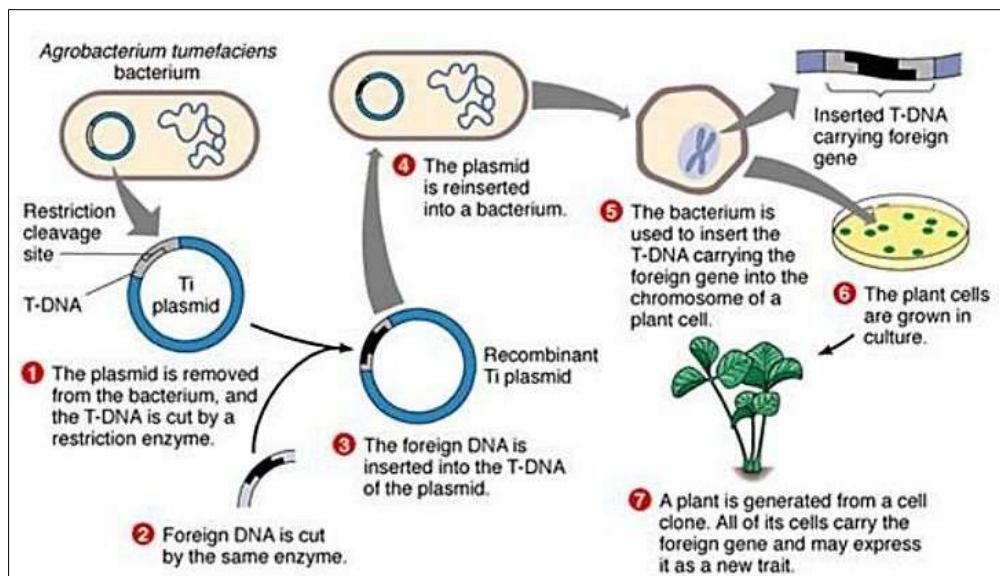 Agrobacterium tumefaciens
bacterium
Restriction
cleavage
site
T-DNA
Ti
plasmid
1 The plasmid is removed
from the bacterium, and
the T-DNA is cut by a
restriction enzyme.
2 Foreign DNA is cut
by the same enzyme.
Recombinant
Ti plasmid
3 The foreign DNA is
inserted into the T-DNA
of the plasmid.
4 The plasmid
is reinserted
into a bacterium.
5 The bacterium is
used to insert the
T-DNA carrying the
foreign gene into the
chromosome of a
plant cell.
Inserted T-DNA
carrying foreign
gene
6 The plant cells
are grown in
culture.
7 A plant is generated from a cell
clone. All of its cells carry the
foreign gene and may express
it as a new trait.